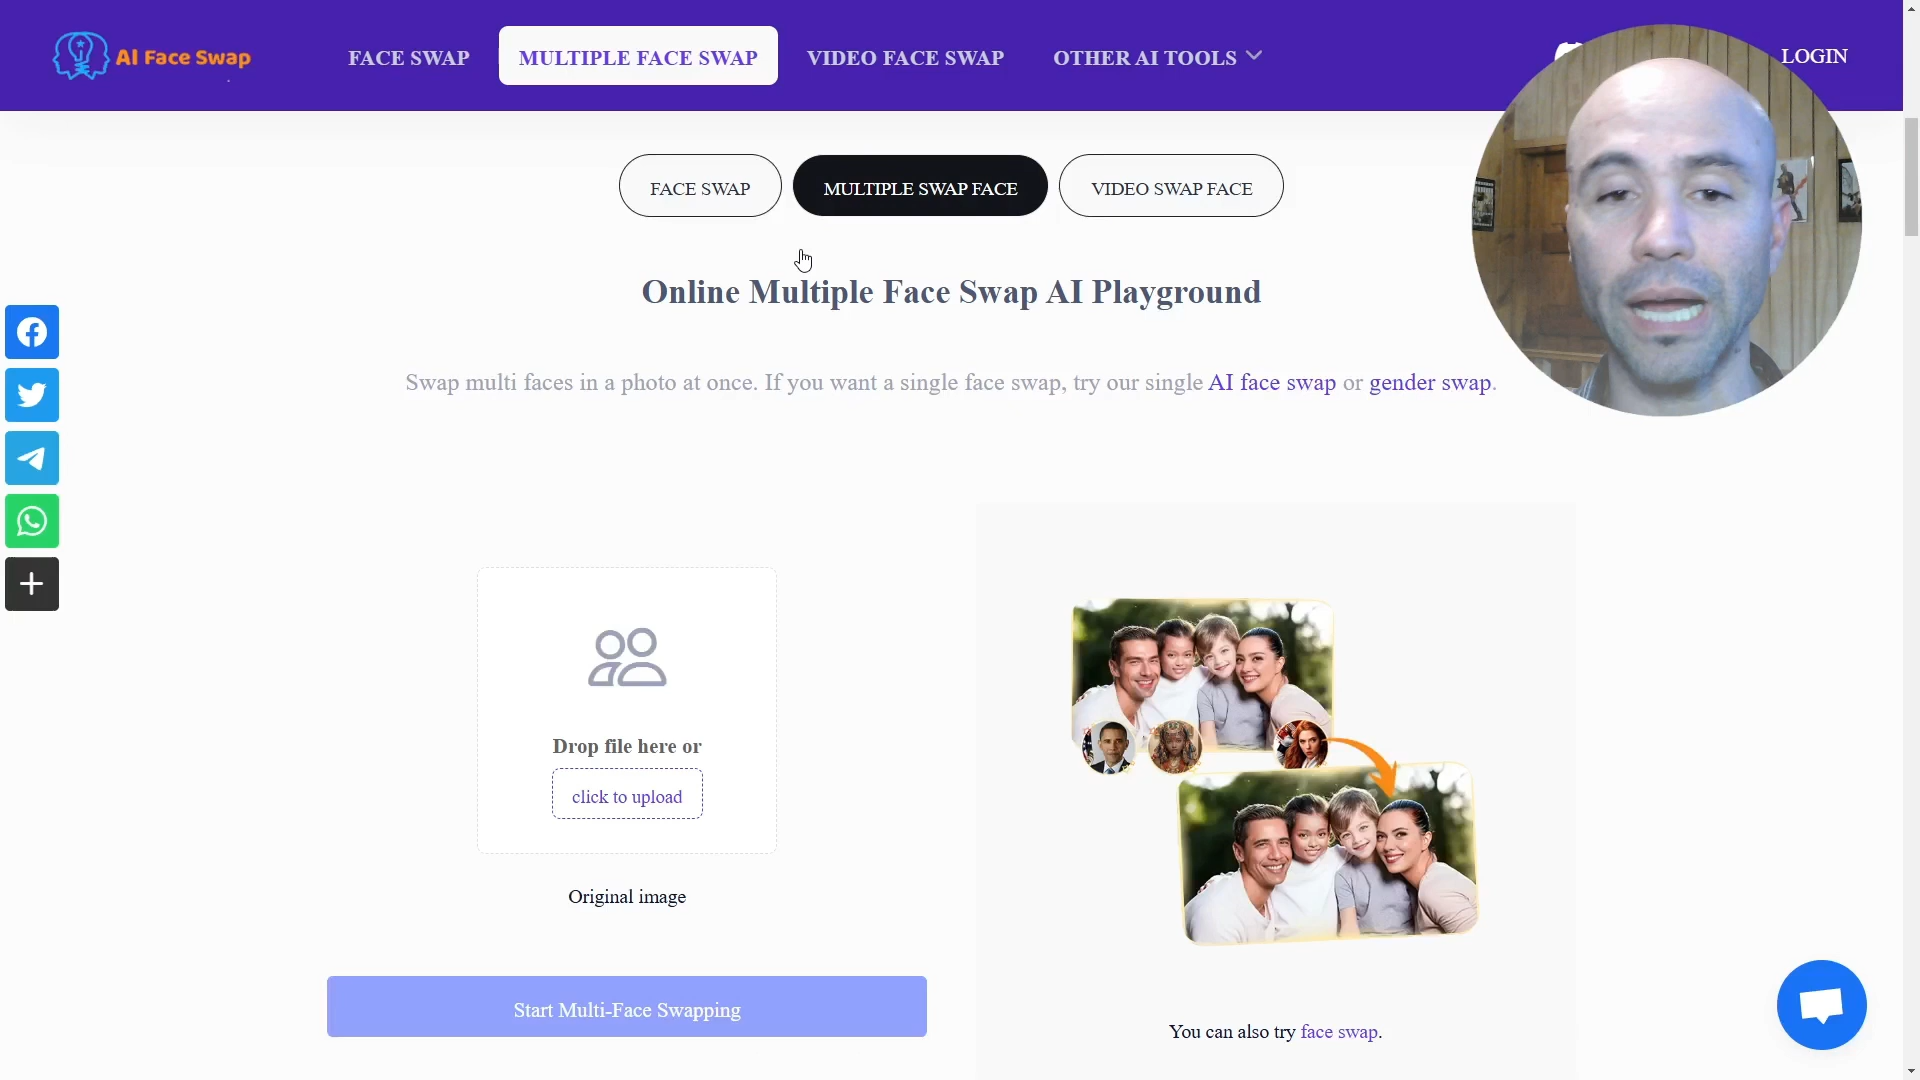 AI Face Swap
FACE SWAP
MULTIPLE FACE SWAP
VIDEO FACE SWAP
OTHER AI TOOLS
LOGIN
FACE SWAP
MULTIPLE SWAP FACE
VIDEO SWAP FACE
Online Multiple Face Swap AI Playground
Swap multi faces in a photo at once. If you want a single face swap, try our single AI face swap or gender swap.
Drop file here or
click to upload
Original image
Start Multi-Face Swapping
You can also try face swap.